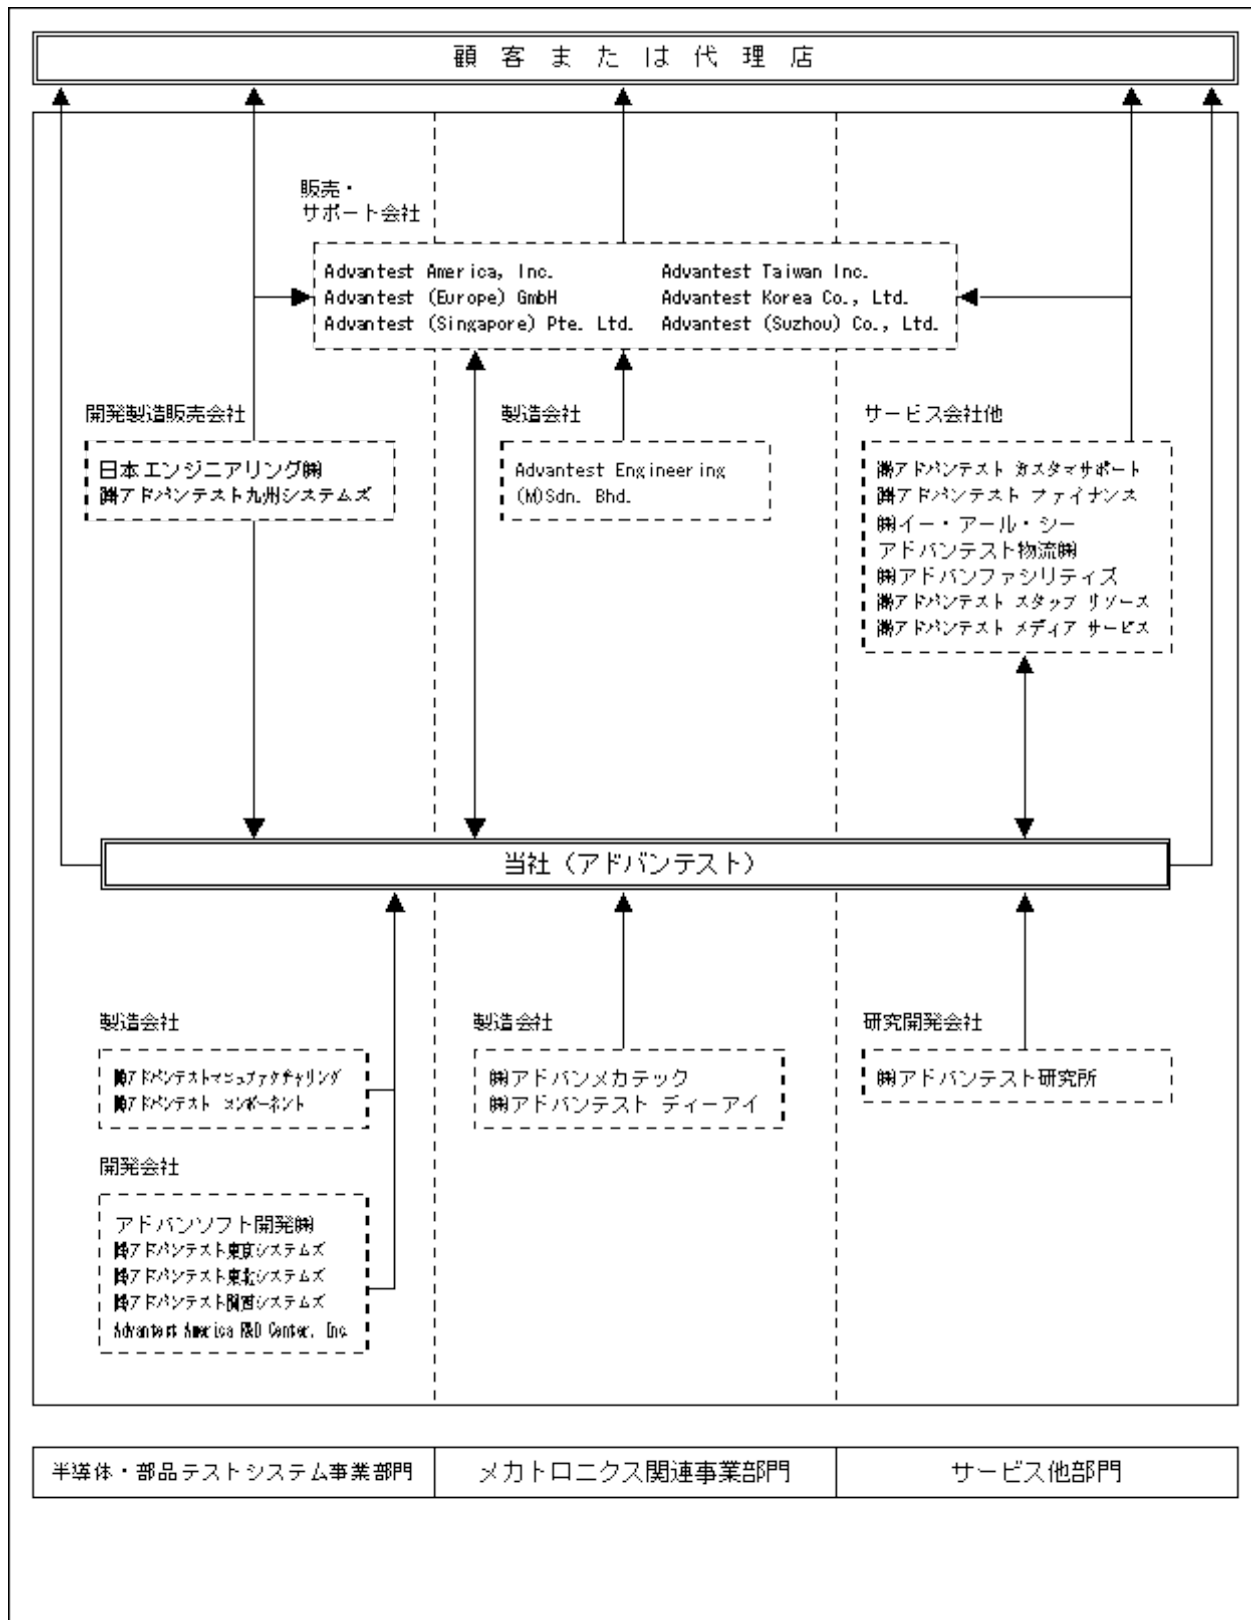 顧客または代理店
販売・
サポート会社
Advantest America, Inc.
Advantest (Europe) GmbH
Advantest (Singapore) Pte. Ltd.
Advantest Taiwan Inc.
Advantest Korea Co., Ltd.
Advantest (Suzhou) Co., Ltd.
開発製造販売会社
日本エンジニアリング㈱
㈱アドバンテスト九州システムズ
製造会社
Advantest Engineering
(M)Sdn. Bhd.
サービス会社他
㈱アドバンテスト カスタマサポート
㈱アドバンテスト ファイナンス
㈱イー・アール・シー
アドバンテスト物流㈱
㈱アドバンファシリティズ
㈱アドバンテスト スタッフ リソース
㈱アドバンテスト メディア サービス
当社（アドバンテスト）
製造会社
㈱アドバンテストマニュファクチャリング
㈱アドバンテスト コンポーネント
開発会社
アドバンソフト開発㈱
㈱アドバンテスト東京システムズ
㈱アドバンテスト東北システムズ
㈱アドバンテスト関西システムズ
Advantest America R&D Center, Inc.
製造会社
㈱アドバンメカテック
㈱アドバンテスト ディーアイ
研究開発会社
㈱アドバンテスト研究所
半導体・部品テストシステム事業部門
メカトロニクス関連事業部門
サービス他部門